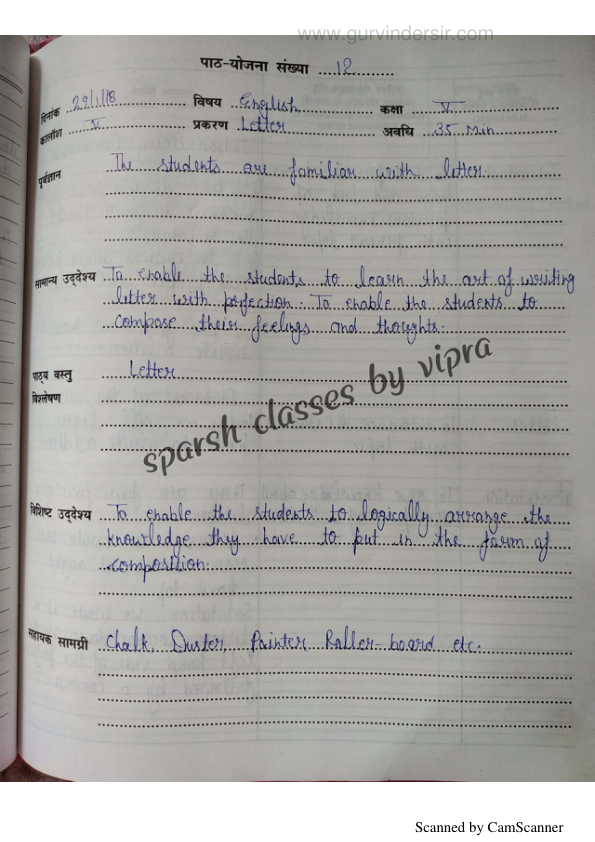 www.gurvindersir.com
पाठ-योजना संख्या ....12..........
दिनांक ..29/1/18.................. विषय ..English.................. कक्षा ......V..........
कालाँश ......V.................. प्रकरण ..Letter.................. अवधि ...35 Min...
पूर्वज्ञान The students are familiar with letter.
सामान्य उद्देश्य To enable the students to learn the art of writing
letter with perfection. To enable the students to
compose their feelings and thoughts.
पाठ्य वस्तु Letter
विश्लेषण
sparsh classes by vipra
विशिष्ट उद्देश्य To enable the students to logically arrange the
knowledge they have to put in the form of
composition.
सहायक सामग्री Chalk, Duster, Painter Roller-board etc.
Scanned by CamScanner